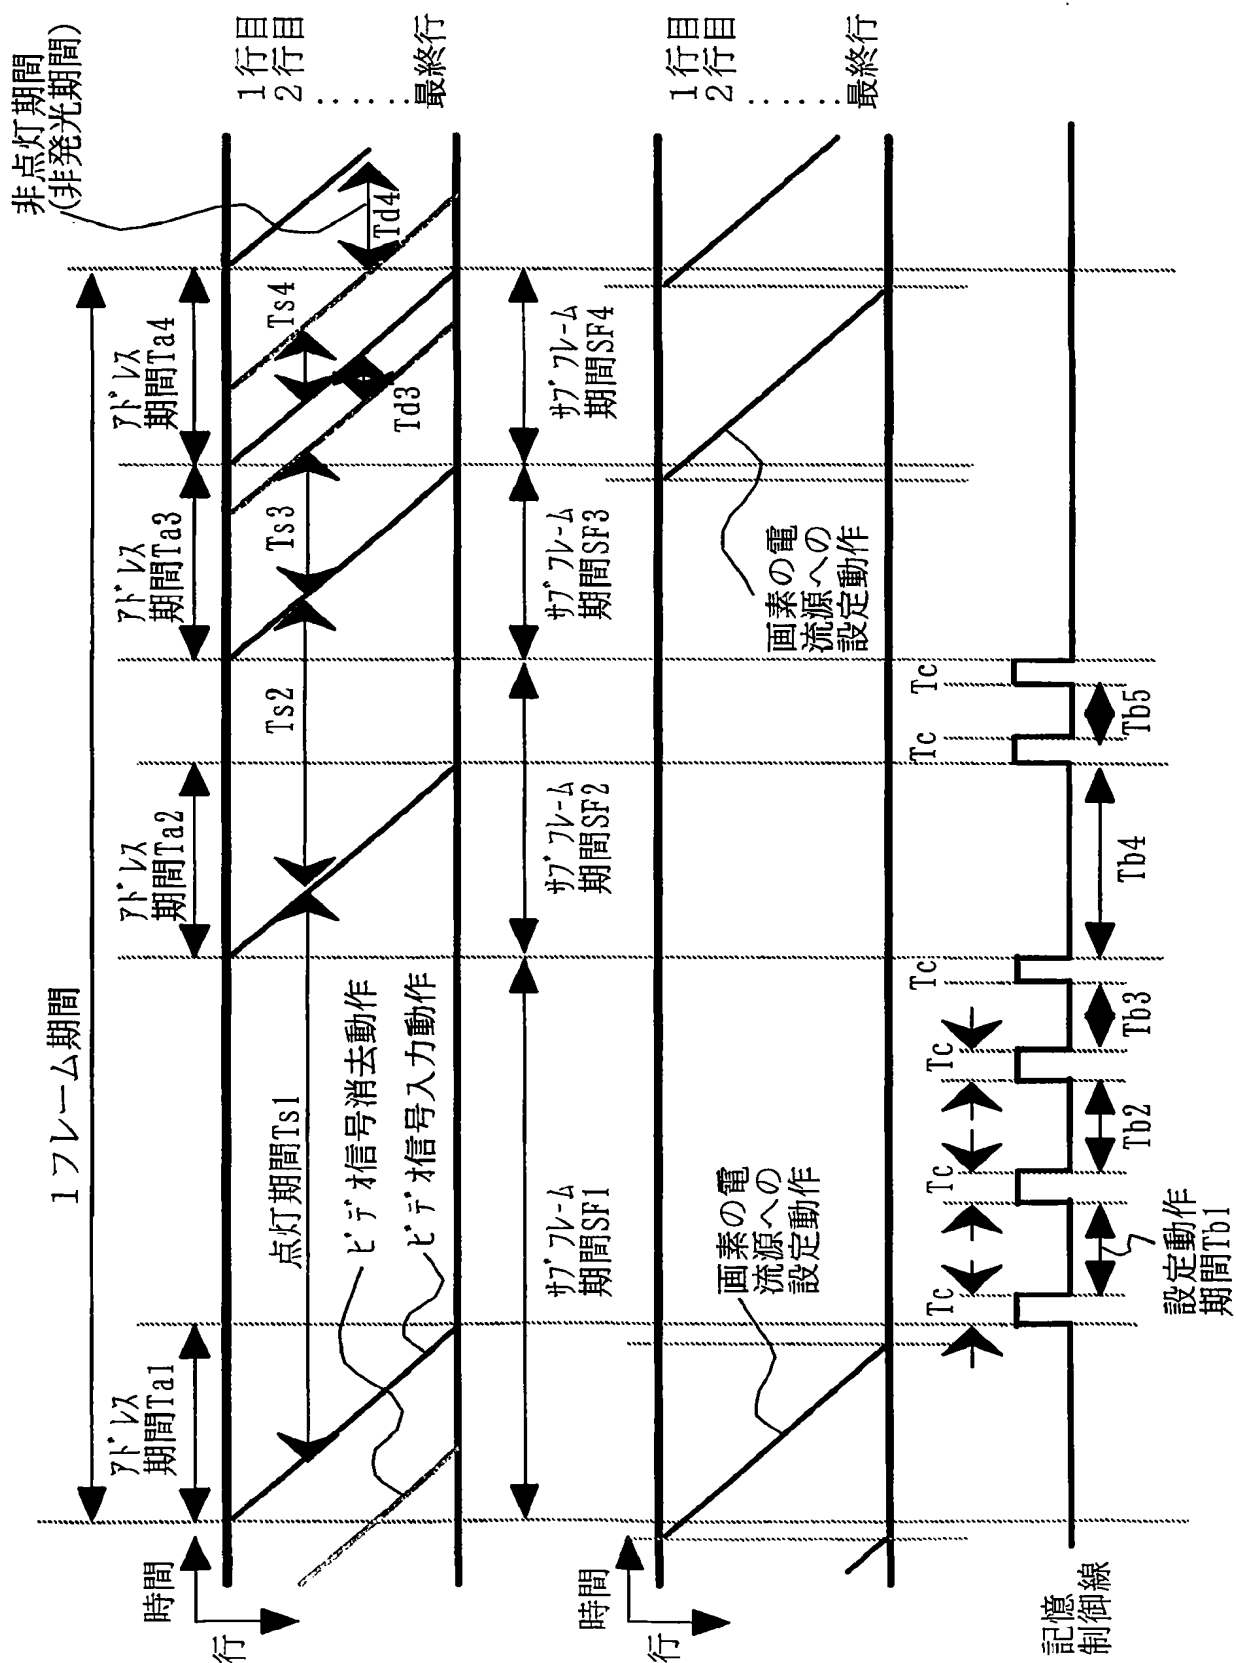 1フレーム期間
アドレス
期間Ta1
アドレス
期間Ta2
アドレス
期間Ta3
アドレス
期間Ta4
非点灯期間
(非発光期間)
時間
行
点灯期間Ts1
Ts2
Ts3
Ts4
Td3
Td4
ビデオ信号消去動作
ビデオ信号入力動作
1行目
2行目
......
最終行
サブフレーム
期間SF1
サブフレーム
期間SF2
サブフレーム
期間SF3
サブフレーム
期間SF4
時間
行
画素の電
流源への
設定動作
画素の電
流源への
設定動作
1行目
2行目
......
最終行
Tc
Tc
Tc
Tc
Tc
Tc
記憶
制御線
設定動作
期間Tb1
Tb2
Tb3
Tb4
Tb5